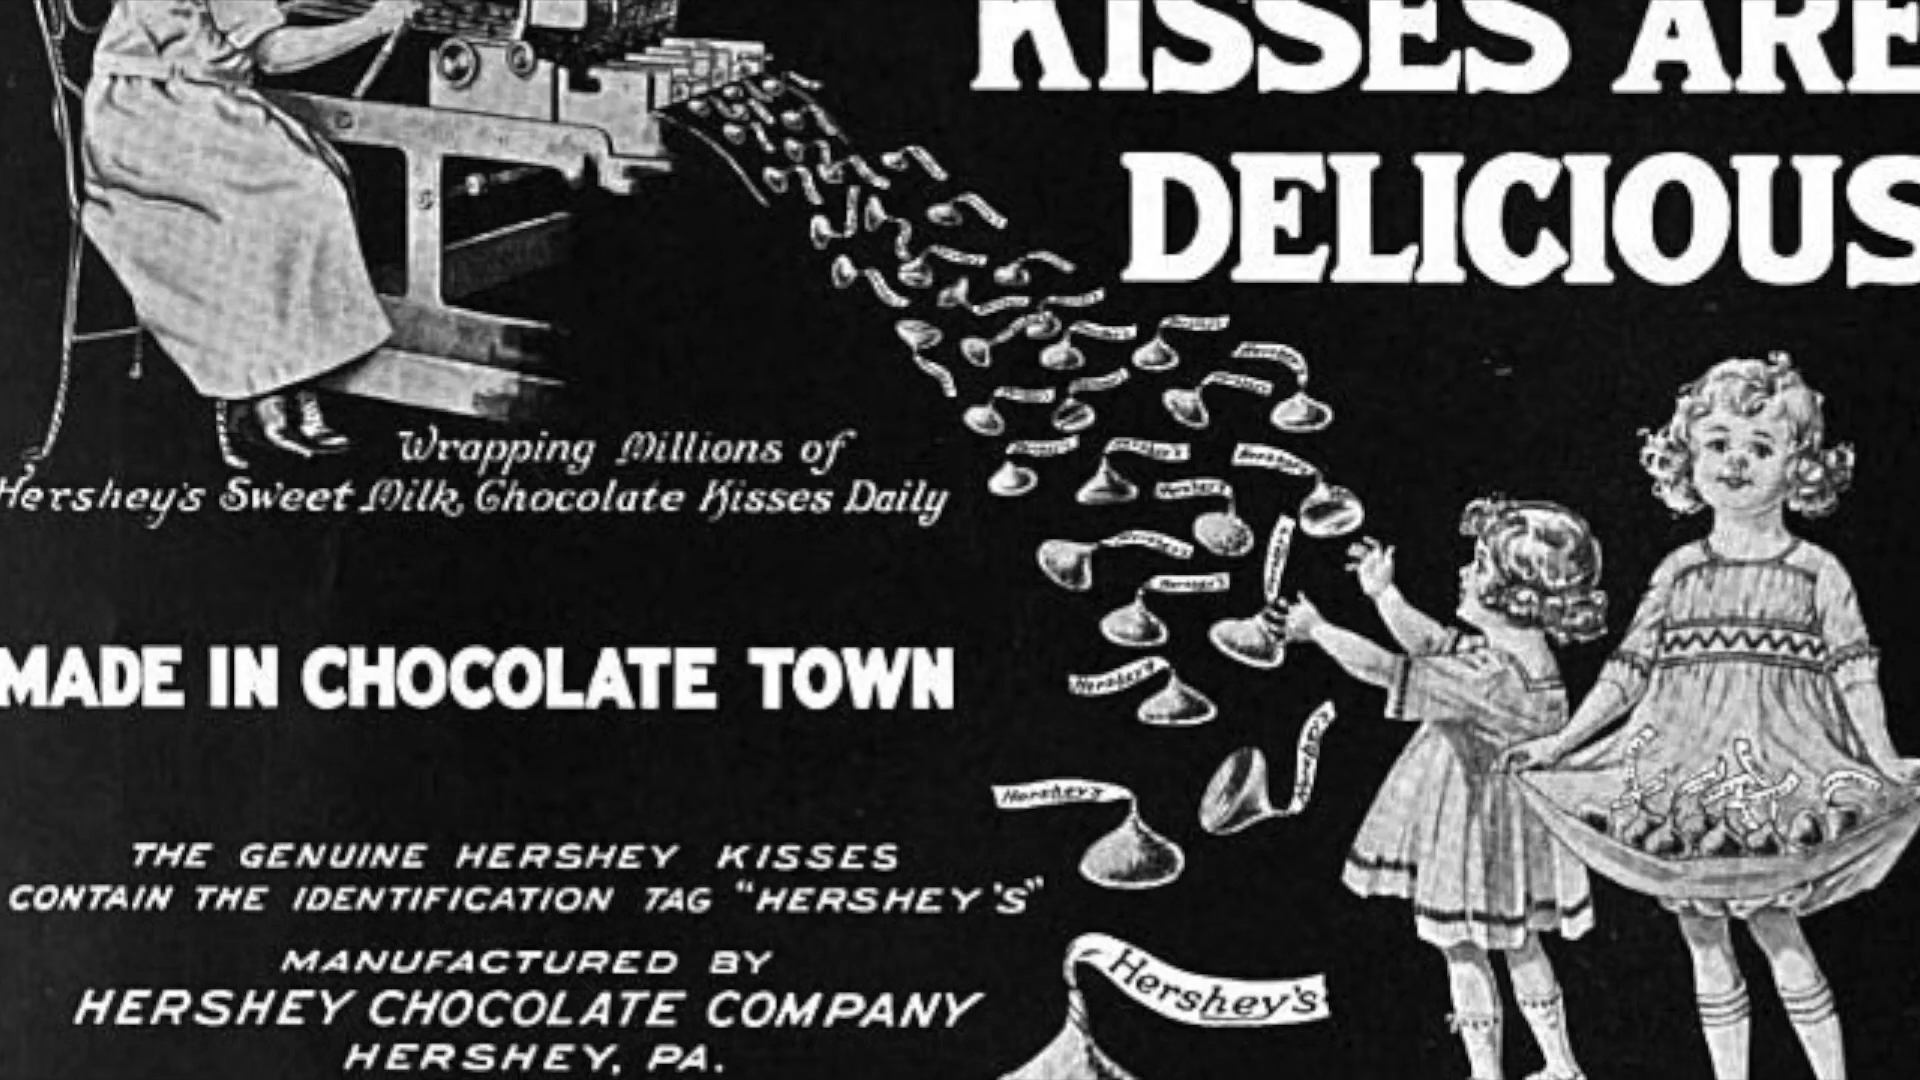 KISSES ARE
DELICIOUS
Wrapping Millions of
Hershey's Sweet Milk Chocolate Kisses Daily
MADE IN CHOCOLATE TOWN
THE GENUINE HERSHEY KISSES
CONTAIN THE IDENTIFICATION TAG "HERSHEY'S"
MANUFACTURED BY
HERSHEY CHOCOLATE COMPANY
HERSHEY, PA.
Hershey's
Hershey's